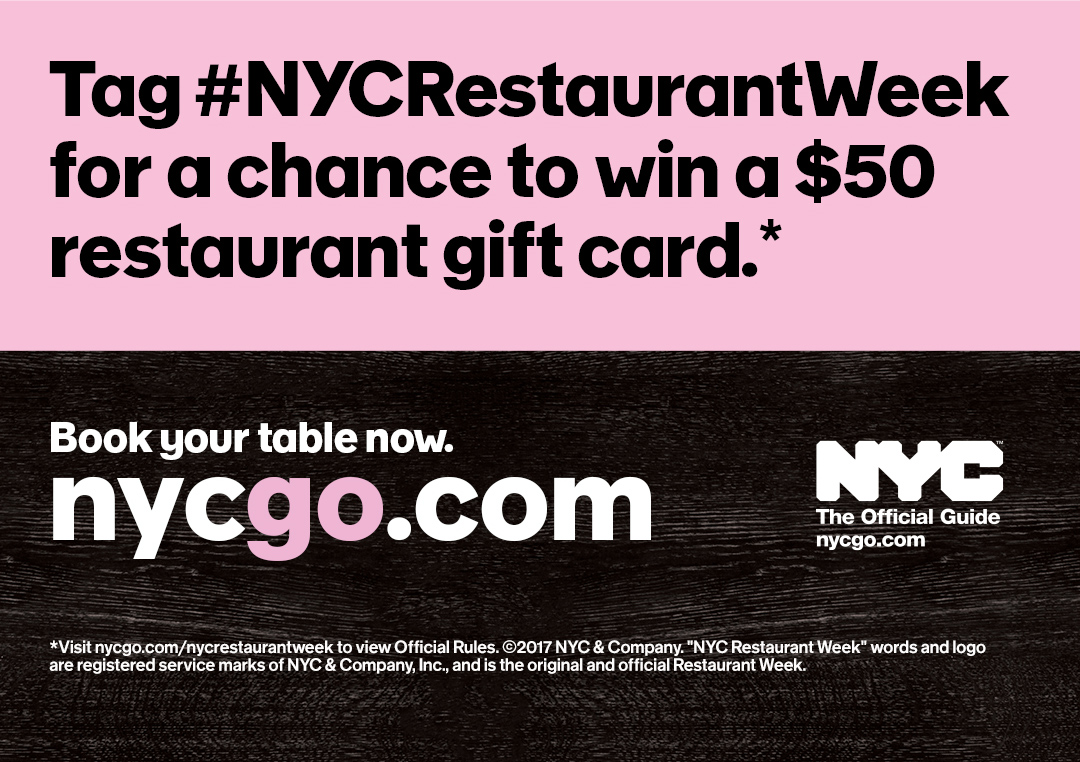 Tag #NYCRestaurantWeek
for a chance to win a $50
restaurant gift card.*
Book your table now.
nycgo.com
NYC™
The Official Guide
nycgo.com
*Visit nycgo.com/nycrestaurantweek to view Official Rules. ©2017 NYC & Company. "NYC Restaurant Week" words and logo
are registered service marks of NYC & Company, Inc., and is the original and official Restaurant Week.